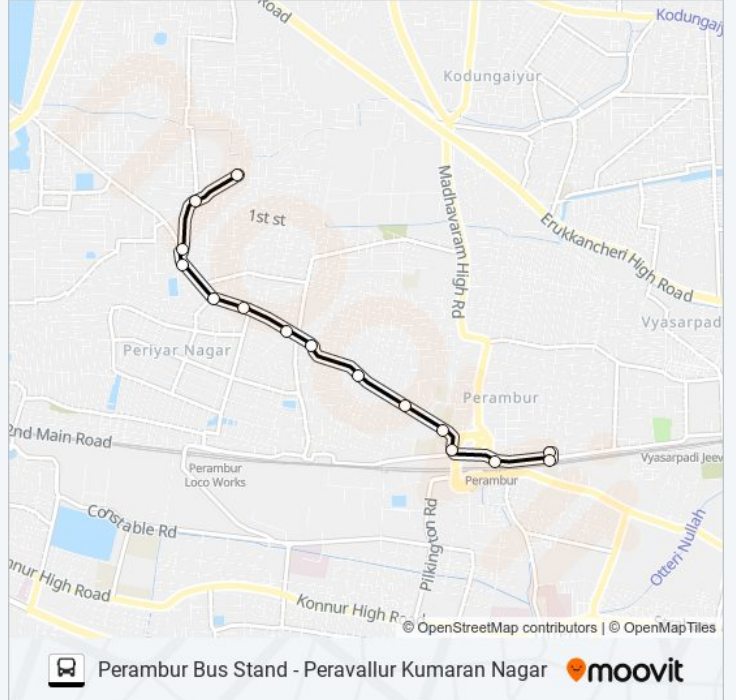 Road
Kodungaiy
Kodungaiyur
Madhavaram High Rd
1st st
Erukkancheri High Road
Vyasarpad
Periyar Nagar
Perambur
2nd Main Road
Perambur
Loco Works
Vyasarpadi Jeev
Perambur
Constable Rd
Pilkington Rd
Otteri Nullah
nnur High Road
Konnur High Ro
© OpenStreetMap contributors | © OpenMapTiles
Perambur Bus Stand - Peravallur Kumaran Nagar
moovit